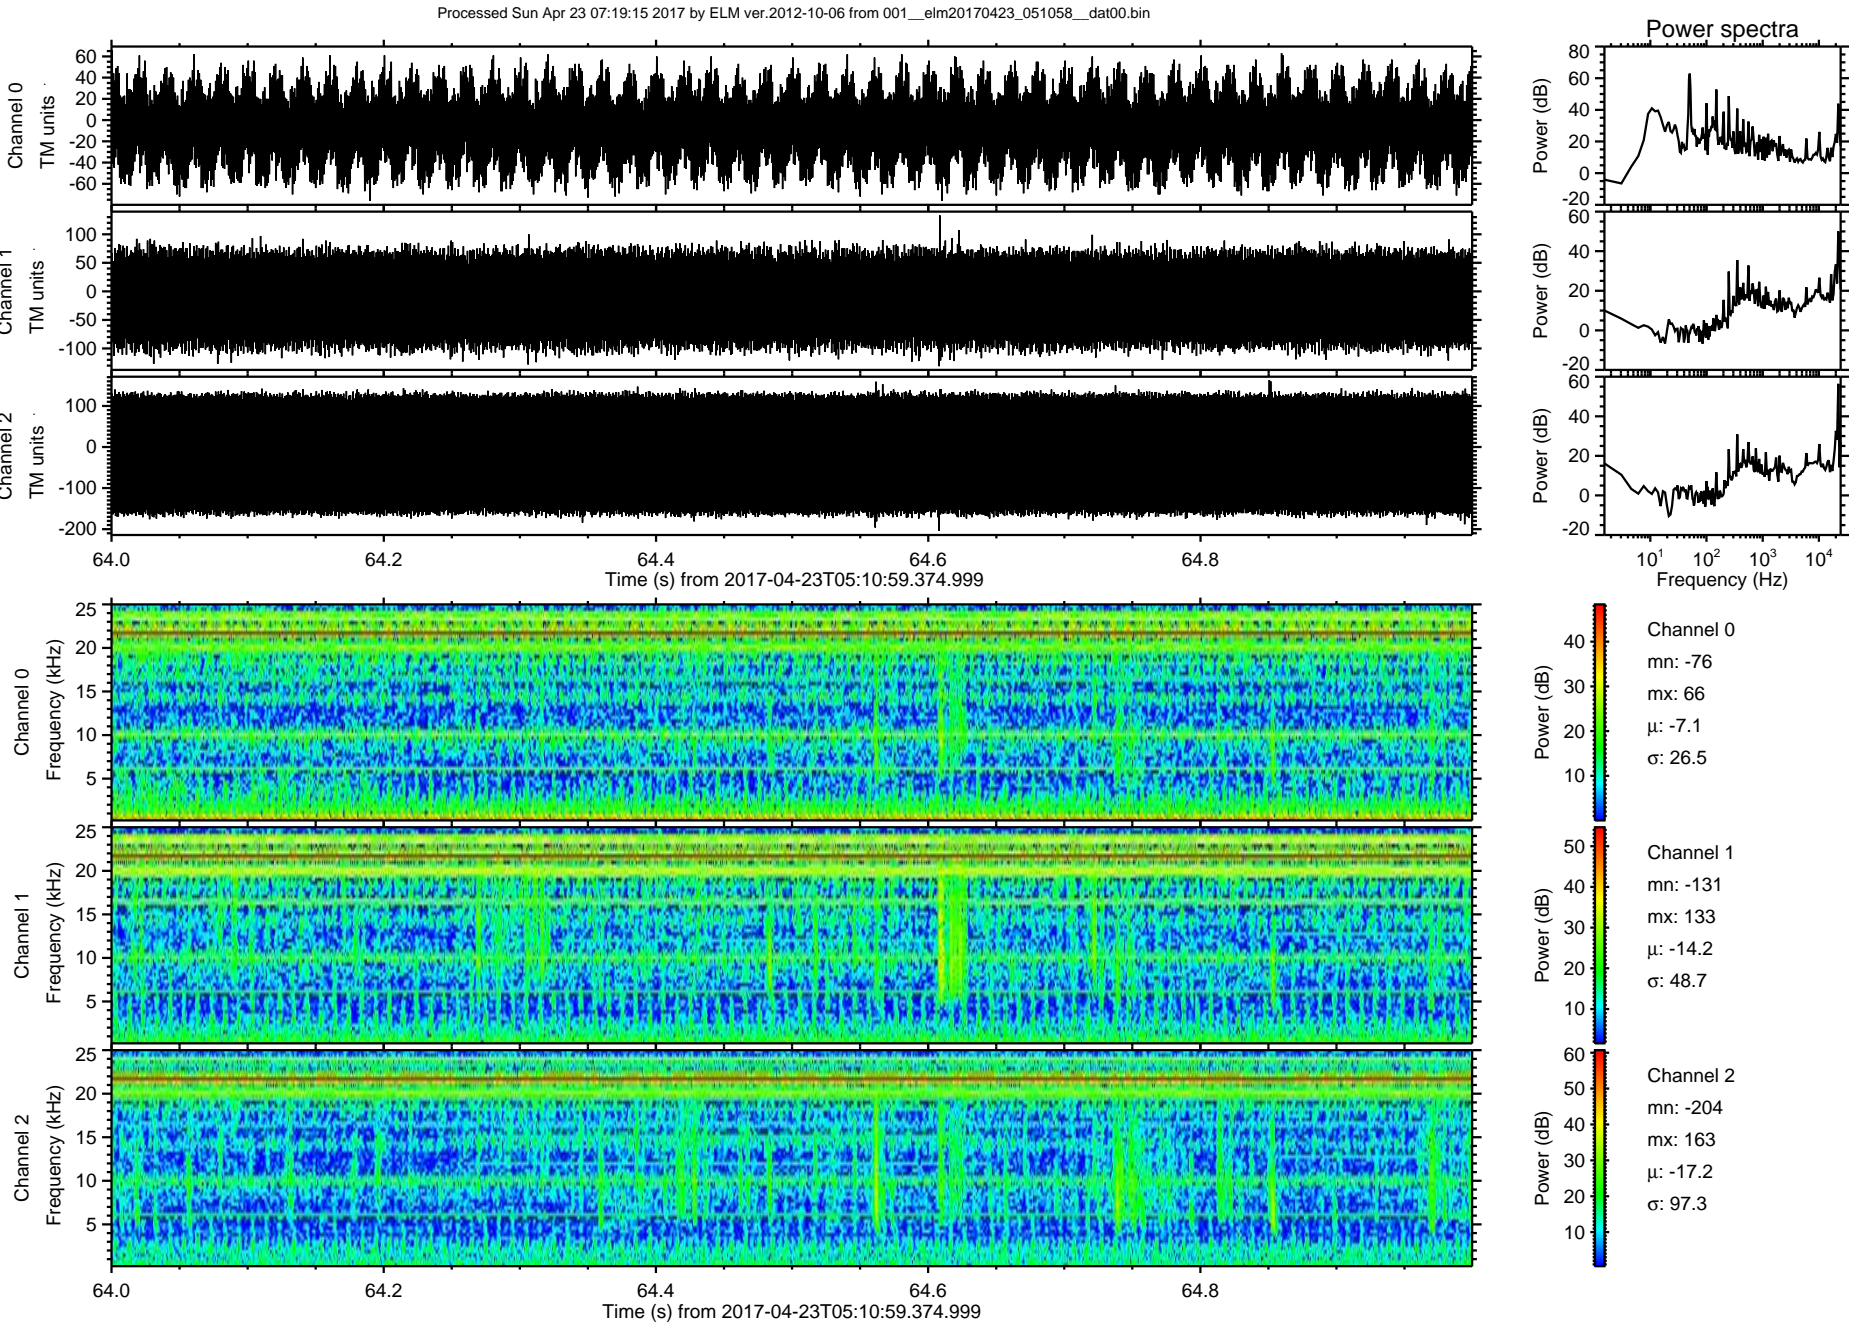 Processed Sun Apr 23 07:19:15 2017 by ELM ver.2012-10-06 from 001__elm20170423_051058__dat00.bin
Power spectra
Channel 0
TM units
60
40
20
0
-20
-40
-60
Power (dB)
80
60
40
20
0
-20
Channel 1
TM units
100
50
0
-50
-100
Power (dB)
60
40
20
0
-20
Channel 2
TM units
100
0
-100
-200
Power (dB)
60
40
20
0
-20
64.0 64.2 64.4 64.6 64.8
Time (s) from 2017-04-23T05:10:59.374.999
10^1 10^2 10^3 10^4
Frequency (Hz)
Channel 0
Frequency (kHz)
25
20
15
10
5
Power (dB)
40
30
20
10
Channel 0
mn: -76
mx: 66
μ: -7.1
σ: 26.5
Channel 1
Frequency (kHz)
25
20
15
10
5
Power (dB)
50
40
30
20
10
Channel 1
mn: -131
mx: 133
μ: -14.2
σ: 48.7
Channel 2
Frequency (kHz)
25
20
15
10
5
Power (dB)
60
50
40
30
20
10
Channel 2
mn: -204
mx: 163
μ: -17.2
σ: 97.3
64.0 64.2 64.4 64.6 64.8
Time (s) from 2017-04-23T05:10:59.374.999